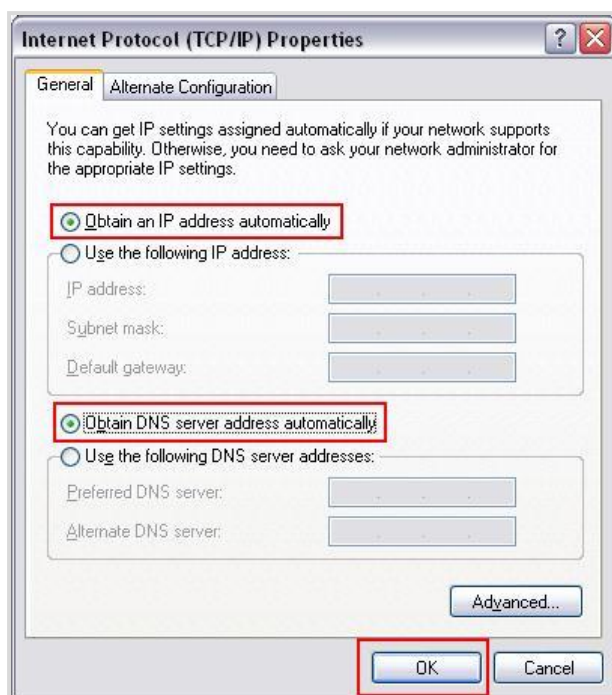 Internet Protocol (TCP/IP) Properties
General
Alternate Configuration
You can get IP settings assigned automatically if your network supports
this capability. Otherwise, you need to ask your network administrator for
the appropriate IP settings.
Obtain an IP address automatically
Use the following IP address:
IP address:
Subnet mask:
Default gateway:
Obtain DNS server address automatically
Use the following DNS server addresses:
Preferred DNS server:
Alternate DNS server:
Advanced...
OK
Cancel